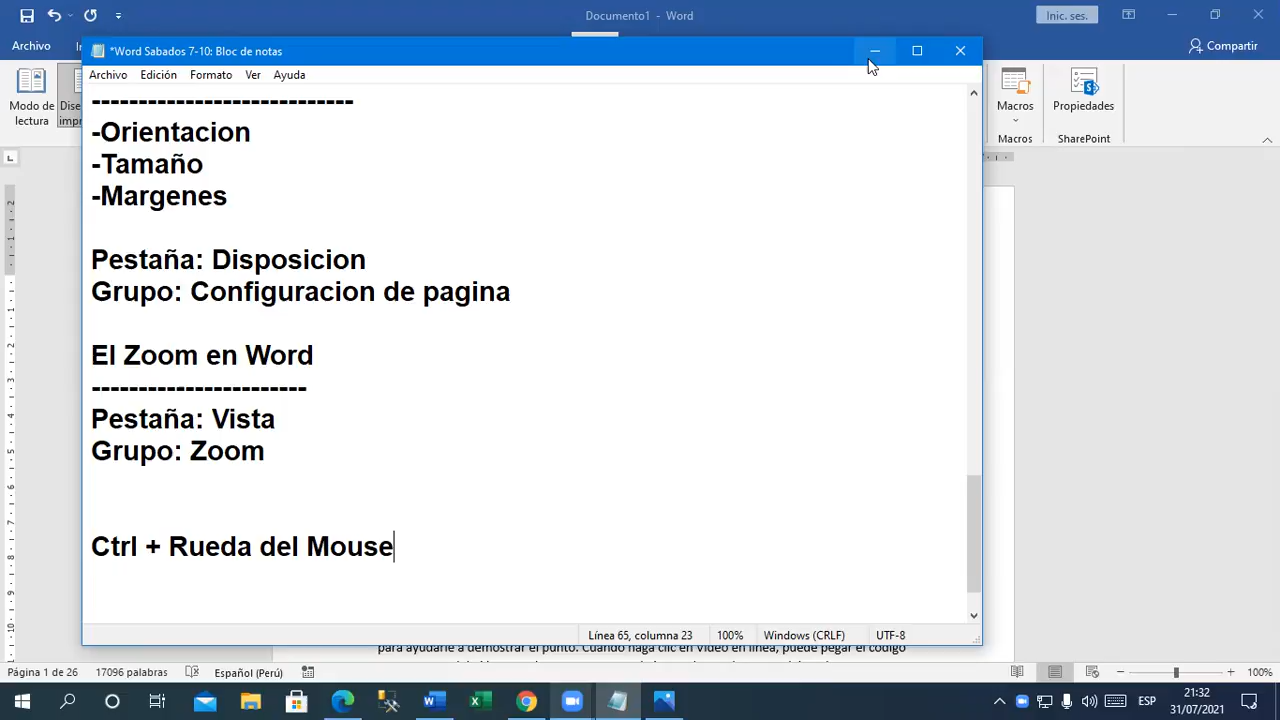 Documento1 - Word
Inic. ses.
Archivo
Compartir
*Word Sabados 7-10: Bloc de notas
Archivo Edición Formato Ver Ayuda
Modo de
lectura
Macros
Propiedades
Macros
SharePoint
----------------------------
-Orientacion
-Tamaño
-Margenes
Pestaña: Disposicion
Grupo: Configuracion de pagina
El Zoom en Word
-----------------------
Pestaña: Vista
Grupo: Zoom
Ctrl + Rueda del Mouse
Línea 65, columna 23 100% Windows (CRLF) UTF-8
Página 1 de 26 17096 palabras Español (Perú) 100%
ESP
21:32
31/07/2021